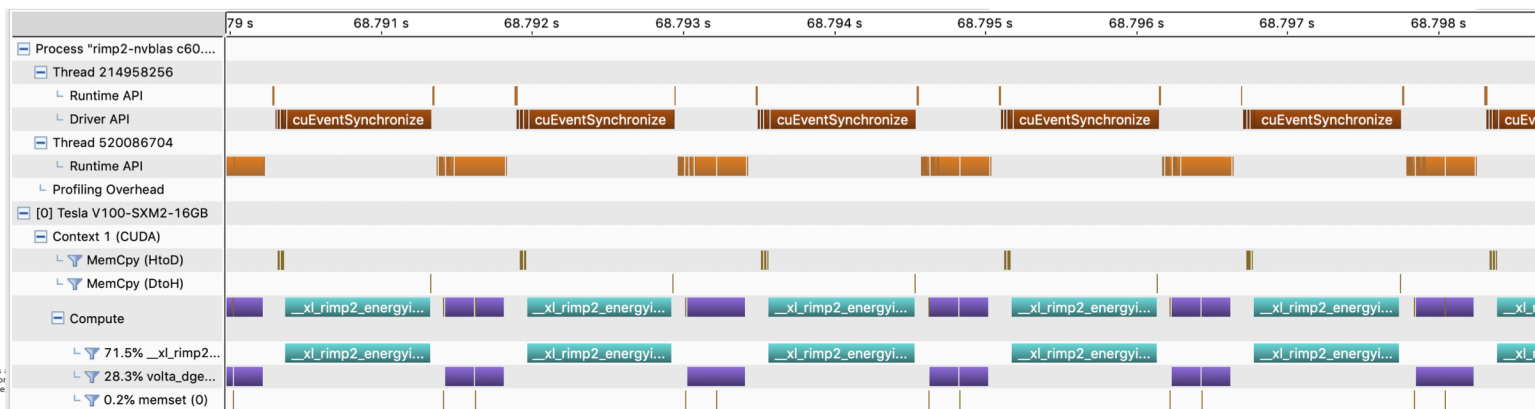 79 s 68.791 s 68.792 s 68.793 s 68.794 s 68.795 s 68.796 s 68.797 s 68.798 s
Process "rimp2-nvblas c60....
Thread 214958256
Runtime API
Driver API cuEventSynchronize cuEventSynchronize cuEventSynchronize cuEventSynchronize cuEventSynchronize cuEv
Thread 520086704
Runtime API
Profiling Overhead
[0] Tesla V100-SXM2-16GB
Context 1 (CUDA)
MemCpy (HtoD)
MemCpy (DtoH)
__xl_rimp2_energyi... __xl_rimp2_energyi... __xl_rimp2_energyi... __xl_rimp2_energyi... __xl_rimp2_energyi... __xl_r
Compute
71.5% __xl_rimp2... __xl_rimp2_energyi... __xl_rimp2_energyi... __xl_rimp2_energyi... __xl_rimp2_energyi... __xl_rimp2_energyi... __xl_r
28.3% volta_dge...
0.2% memset (0)